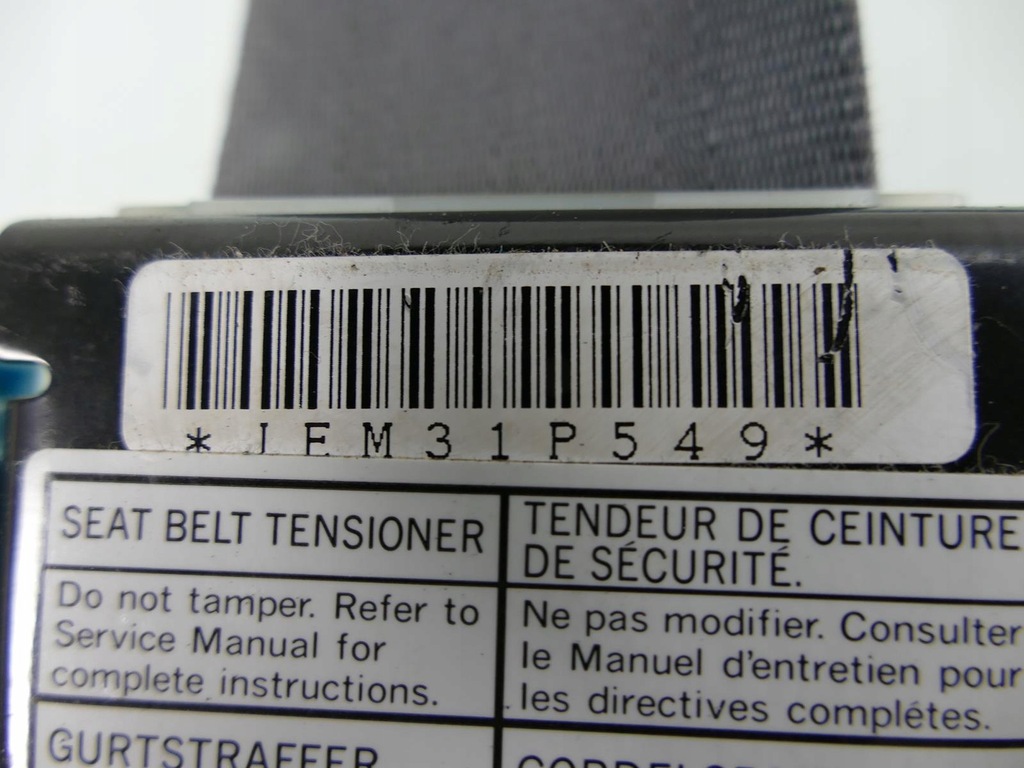 *IEM31P549*
SEAT BELT TENSIONER
Do not tamper. Refer to
Service Manual for
complete instructions.
TENDEUR DE CEINTURE
DE SÉCURITÉ.
Ne pas modifier. Consulter
le Manuel d'entretien pour
les directives complétes.
GURTSTRAFFER